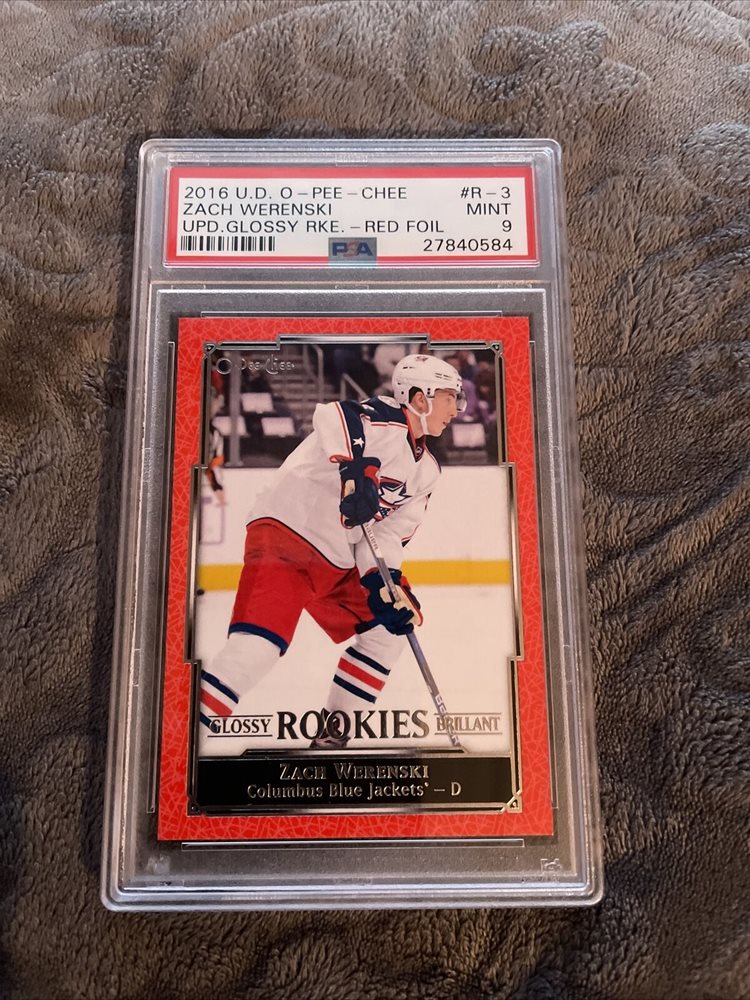 2016 U.D. O-PEE-CHEE #R-3
ZACH WERENSKI MINT
UPD.GLOSSY RKE.-RED FOIL 9
PSA 27840584
O-Pee-Chee
GLOSSY ROOKIES BRILLANT
ZACH WERENSKI
Columbus Blue Jackets® – D